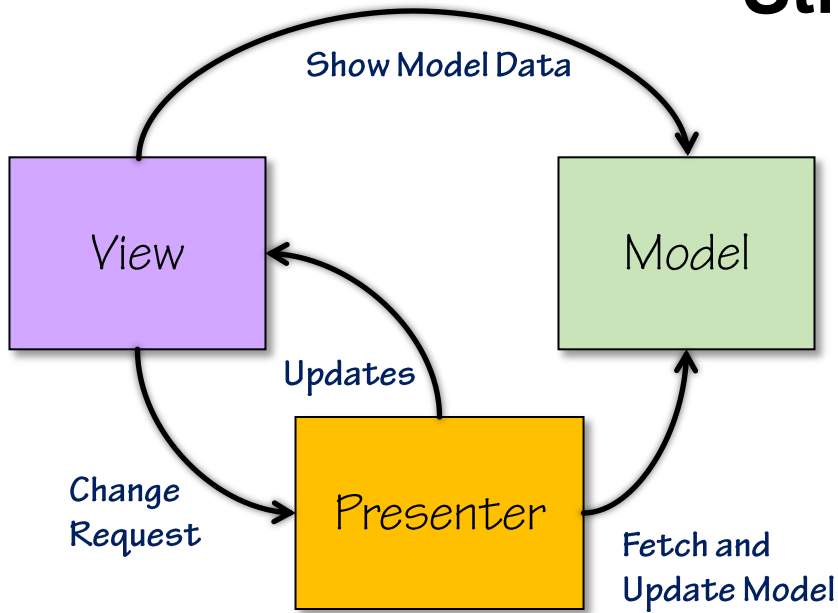 Show Model Data
View
Model
Updates
Change
Request
Presenter
Fetch and
Update Model